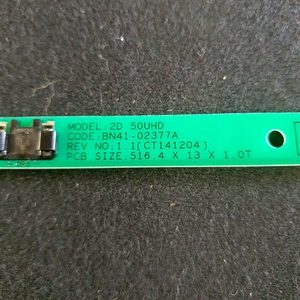 MODEL:2D 50UHD
CODE:BN41-02377A
REV NO:1.1(CT141204)
PCB SIZE:516.4 X 13 X 1.0T